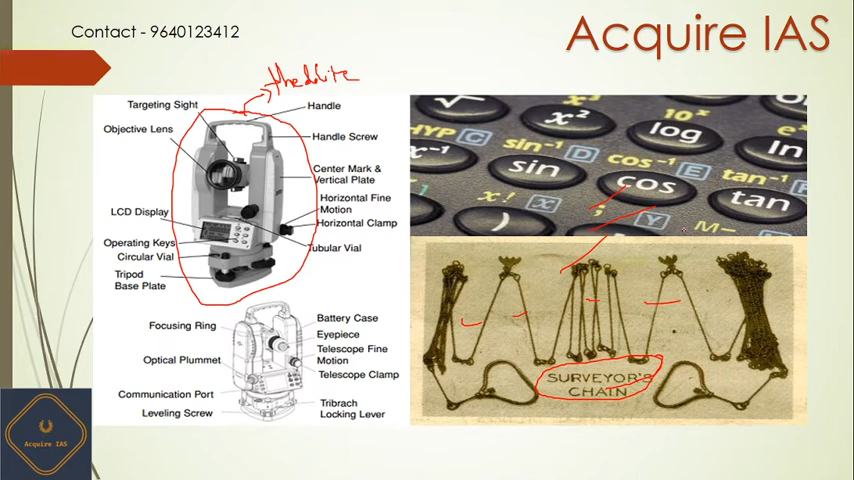 Contact - 9640123412
Acquire IAS
thedolite
Targeting Sight
Objective Lens
LCD Display
Operating Keys
Circular Vial
Tripod
Base Plate
Handle
Handle Screw
Center Mark &
Vertical Plate
Horizontal Fine
Motion
Horizontal Clamp
Tubular Vial
Focusing Ring
Optical Plummet
Communication Port
Leveling Screw
Battery Case
Eyepiece
Telescope Fine
Motion
Telescope Clamp
Tribrach
Locking Lever
x²
10ˣ
log
eˣ
ln
HYP
C
sin⁻¹
D
cos⁻¹
E
tan⁻¹
F
x⁻¹
sin
cos
tan
x!
X
Y
M−
)
SURVEYOR'S
CHAIN
Acquire IAS